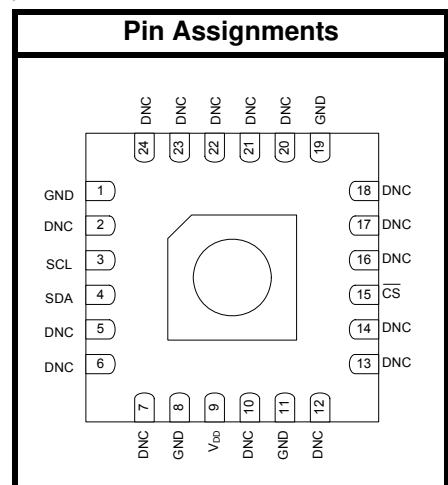 Pin Assignments
DNC DNC DNC DNC DNC GND
24 23 22 21 20 19
GND 1 18 DNC
DNC 2 17 DNC
SCL 3 16 DNC
SDA 4 15 C̅S̅
DNC 5 14 DNC
DNC 6 13 DNC
7 8 9 10 11 12
DNC GND VDD DNC GND DNC